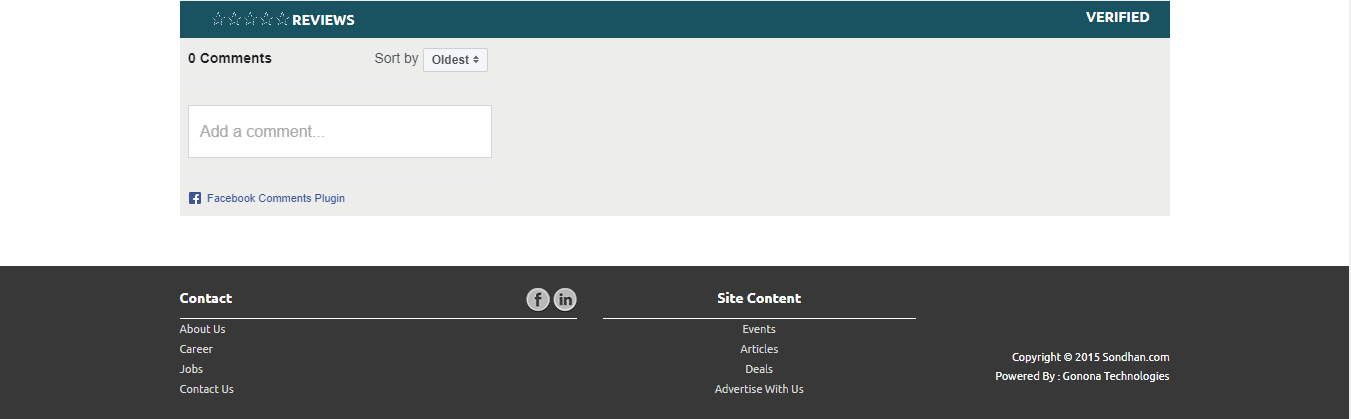 ☆☆☆☆☆ REVIEWS
VERIFIED
0 Comments
Sort by Oldest
Add a comment...
Facebook Comments Plugin
Contact
f in
About Us
Career
Jobs
Contact Us
Site Content
Events
Articles
Deals
Advertise With Us
Copyright © 2015 Sondhan.com
Powered By : Gonona Technologies